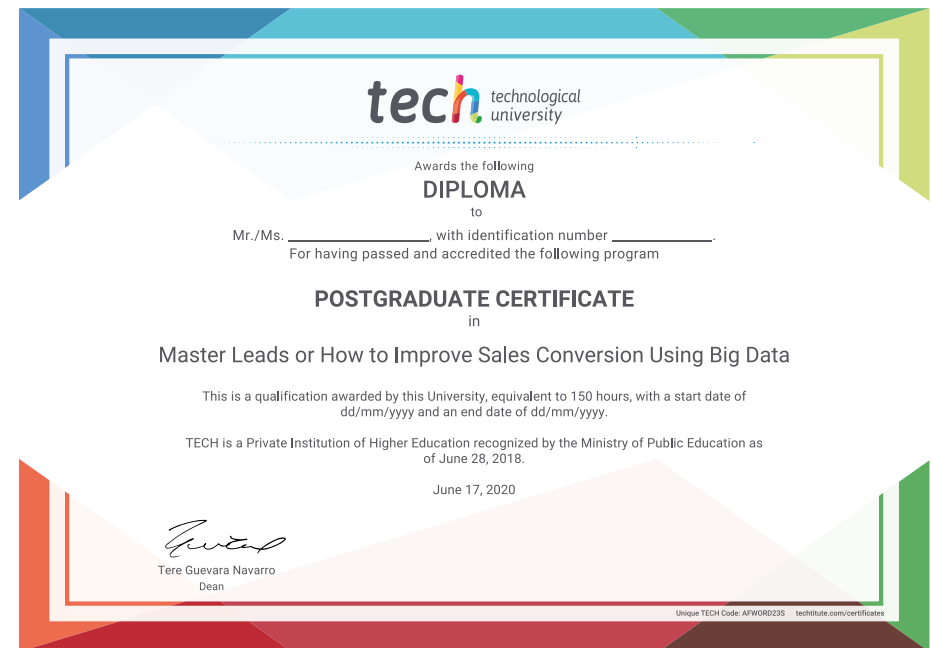 tech technological
university
Awards the following
DIPLOMA
to
Mr./Ms. ________________, with identification number ____________.
For having passed and accredited the following program
POSTGRADUATE CERTIFICATE
in
Master Leads or How to Improve Sales Conversion Using Big Data
This is a qualification awarded by this University, equivalent to 150 hours, with a start date of
dd/mm/yyyy and an end date of dd/mm/yyyy.
TECH is a Private Institution of Higher Education recognized by the Ministry of Public Education as
of June 28, 2018.
June 17, 2020
Tere Guevara Navarro
Dean
Unique TECH Code: AFWORD23S techtitute.com/certificates